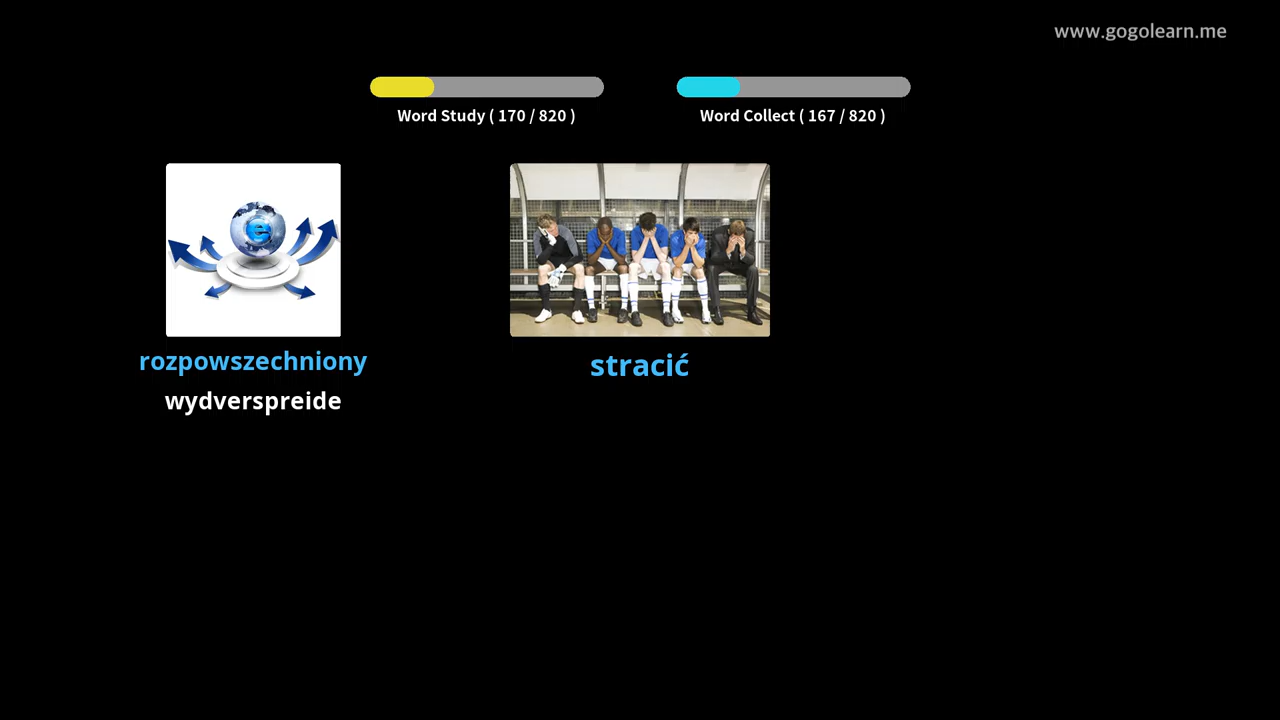 www.gogolearn.me
Word Study ( 170 / 820 )
Word Collect ( 167 / 820 )
rozpowszechniony
wydverspreide
stracić
e